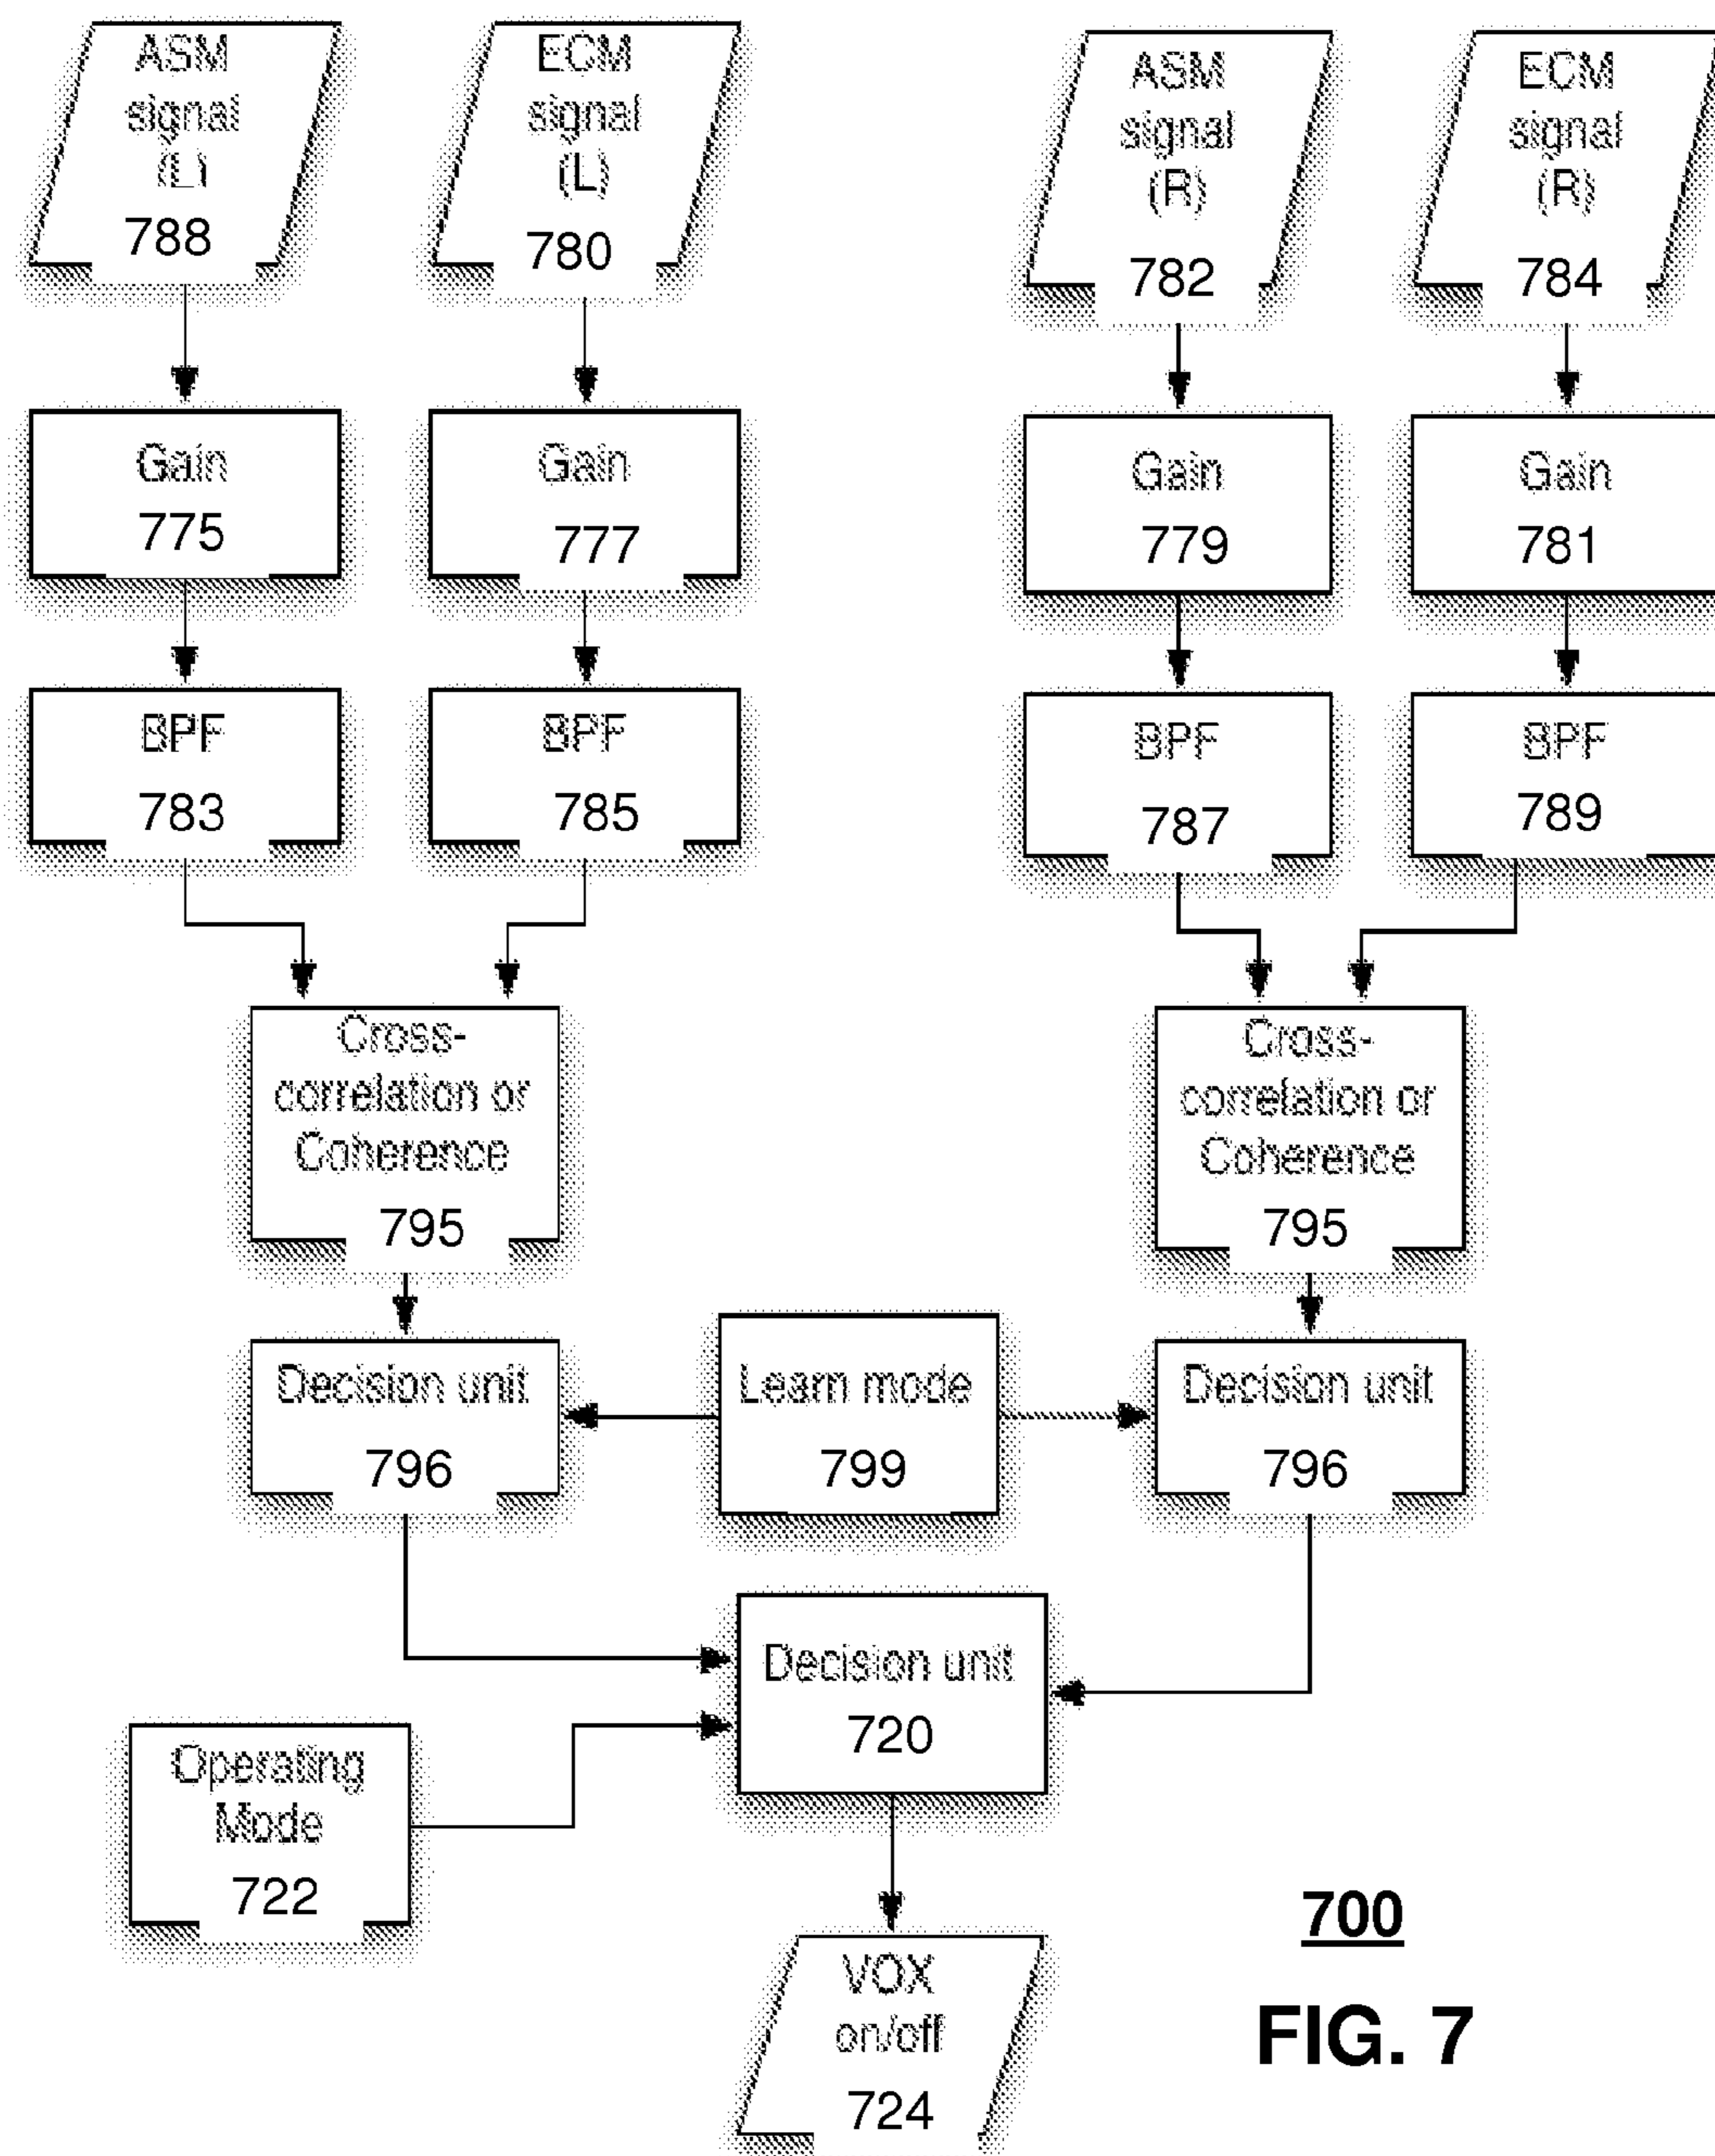 ASM
signal
(L)
788
ECM
signal
(L)
780
ASM
signal
(R)
782
ECM
signal
(R)
784
Gain
775
Gain
777
Gain
779
Gain
781
BPF
783
BPF
785
BPF
787
BPF
789
Cross-
correlation or
Coherence
795
Cross-
correlation or
Coherence
795
Decision unit
796
Learn mode
799
Decision unit
796
Decision unit
720
Operating
Mode
722
VOX
on/off
724
700
FIG. 7